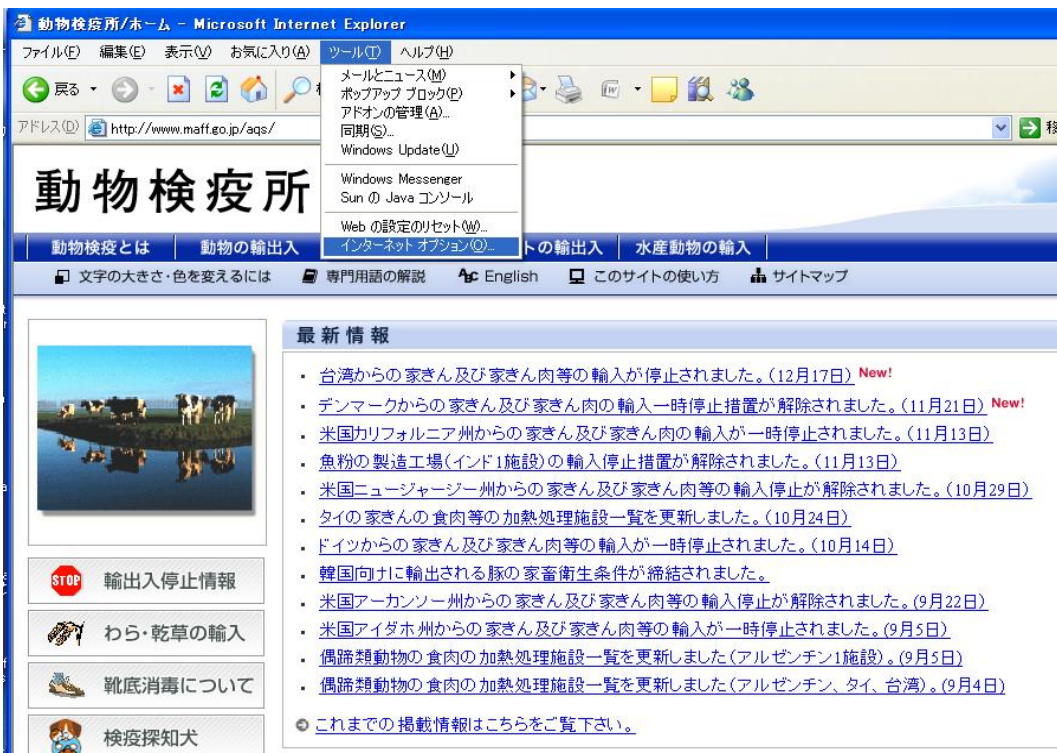 動物検疫所/ホーム - Microsoft Internet Explorer
ファイル(F) 編集(E) 表示(V) お気に入り(A) ツール(T) ヘルプ(H)
戻る
メールとニュース(M)
ポップアップ ブロック(P)
アドオンの管理(A)...
同期(S)...
Windows Update(U)
Windows Messenger
Sun の Java コンソール
Web の設定のリセット(W)...
インターネット オプション(O)...
アドレス(D) http://www.maff.go.jp/aqs/
動物検疫所
動物検疫とは 動物の輸出入 トの輸出入 水産動物の輸入
文字の大きさ・色を変えるには 専門用語の解説 ABC English このサイトの使い方 サイトマップ
最新情報
台湾からの家きん及び家きん肉等の輸入が停止されました。(12月17日) New!
デンマークからの家きん及び家きん肉の輸入一時停止措置が解除されました。(11月21日) New!
米国カリフォルニア州からの家きん及び家きん肉の輸入が一時停止されました。(11月13日)
魚粉の製造工場(インド1施設)の輸入停止措置が解除されました。(11月13日)
米国ニュージャージー州からの家きん及び家きん肉等の輸入停止が解除されました。(10月29日)
タイの家きんの食肉等の加熱処理施設一覧を更新しました。(10月24日)
ドイツからの家きん及び家きん肉等の輸入が一時停止されました。(10月14日)
韓国向けに輸出される豚の家畜衛生条件が締結されました。
米国アーカンソー州からの家きん及び家きん肉等の輸入停止が解除されました。(9月22日)
米国アイダホ州からの家きん及び家きん肉等の輸入が一時停止されました。(9月5日)
偶蹄類動物の食肉の加熱処理施設一覧を更新しました(アルゼンチン1施設)。(9月5日)
偶蹄類動物の食肉の加熱処理施設一覧を更新しました(アルゼンチン、タイ、台湾)。(9月4日)
これまでの掲載情報はこちらをご覧下さい。
STOP 輸出入停止情報
わら・乾草の輸入
靴底消毒について
検疫探知犬